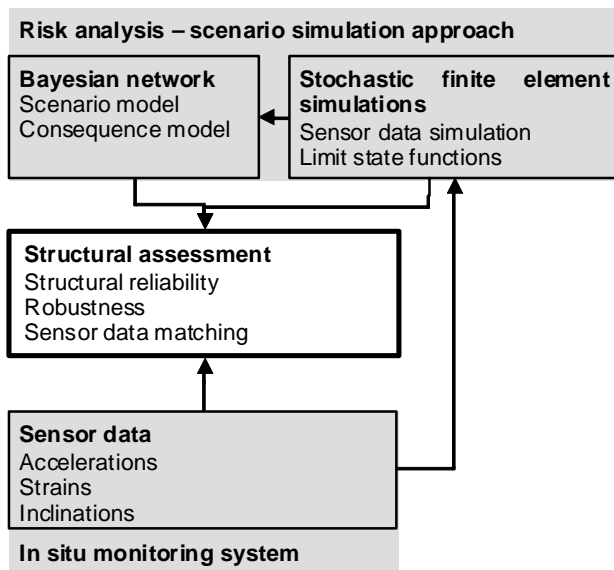 Risk analysis – scenario simulation approach
Bayesian network
Scenario model
Consequence model
Stochastic finite element
simulations
Sensor data simulation
Limit state functions
Structural assessment
Structural reliability
Robustness
Sensor data matching
Sensor data
Accelerations
Strains
Inclinations
In situ monitoring system